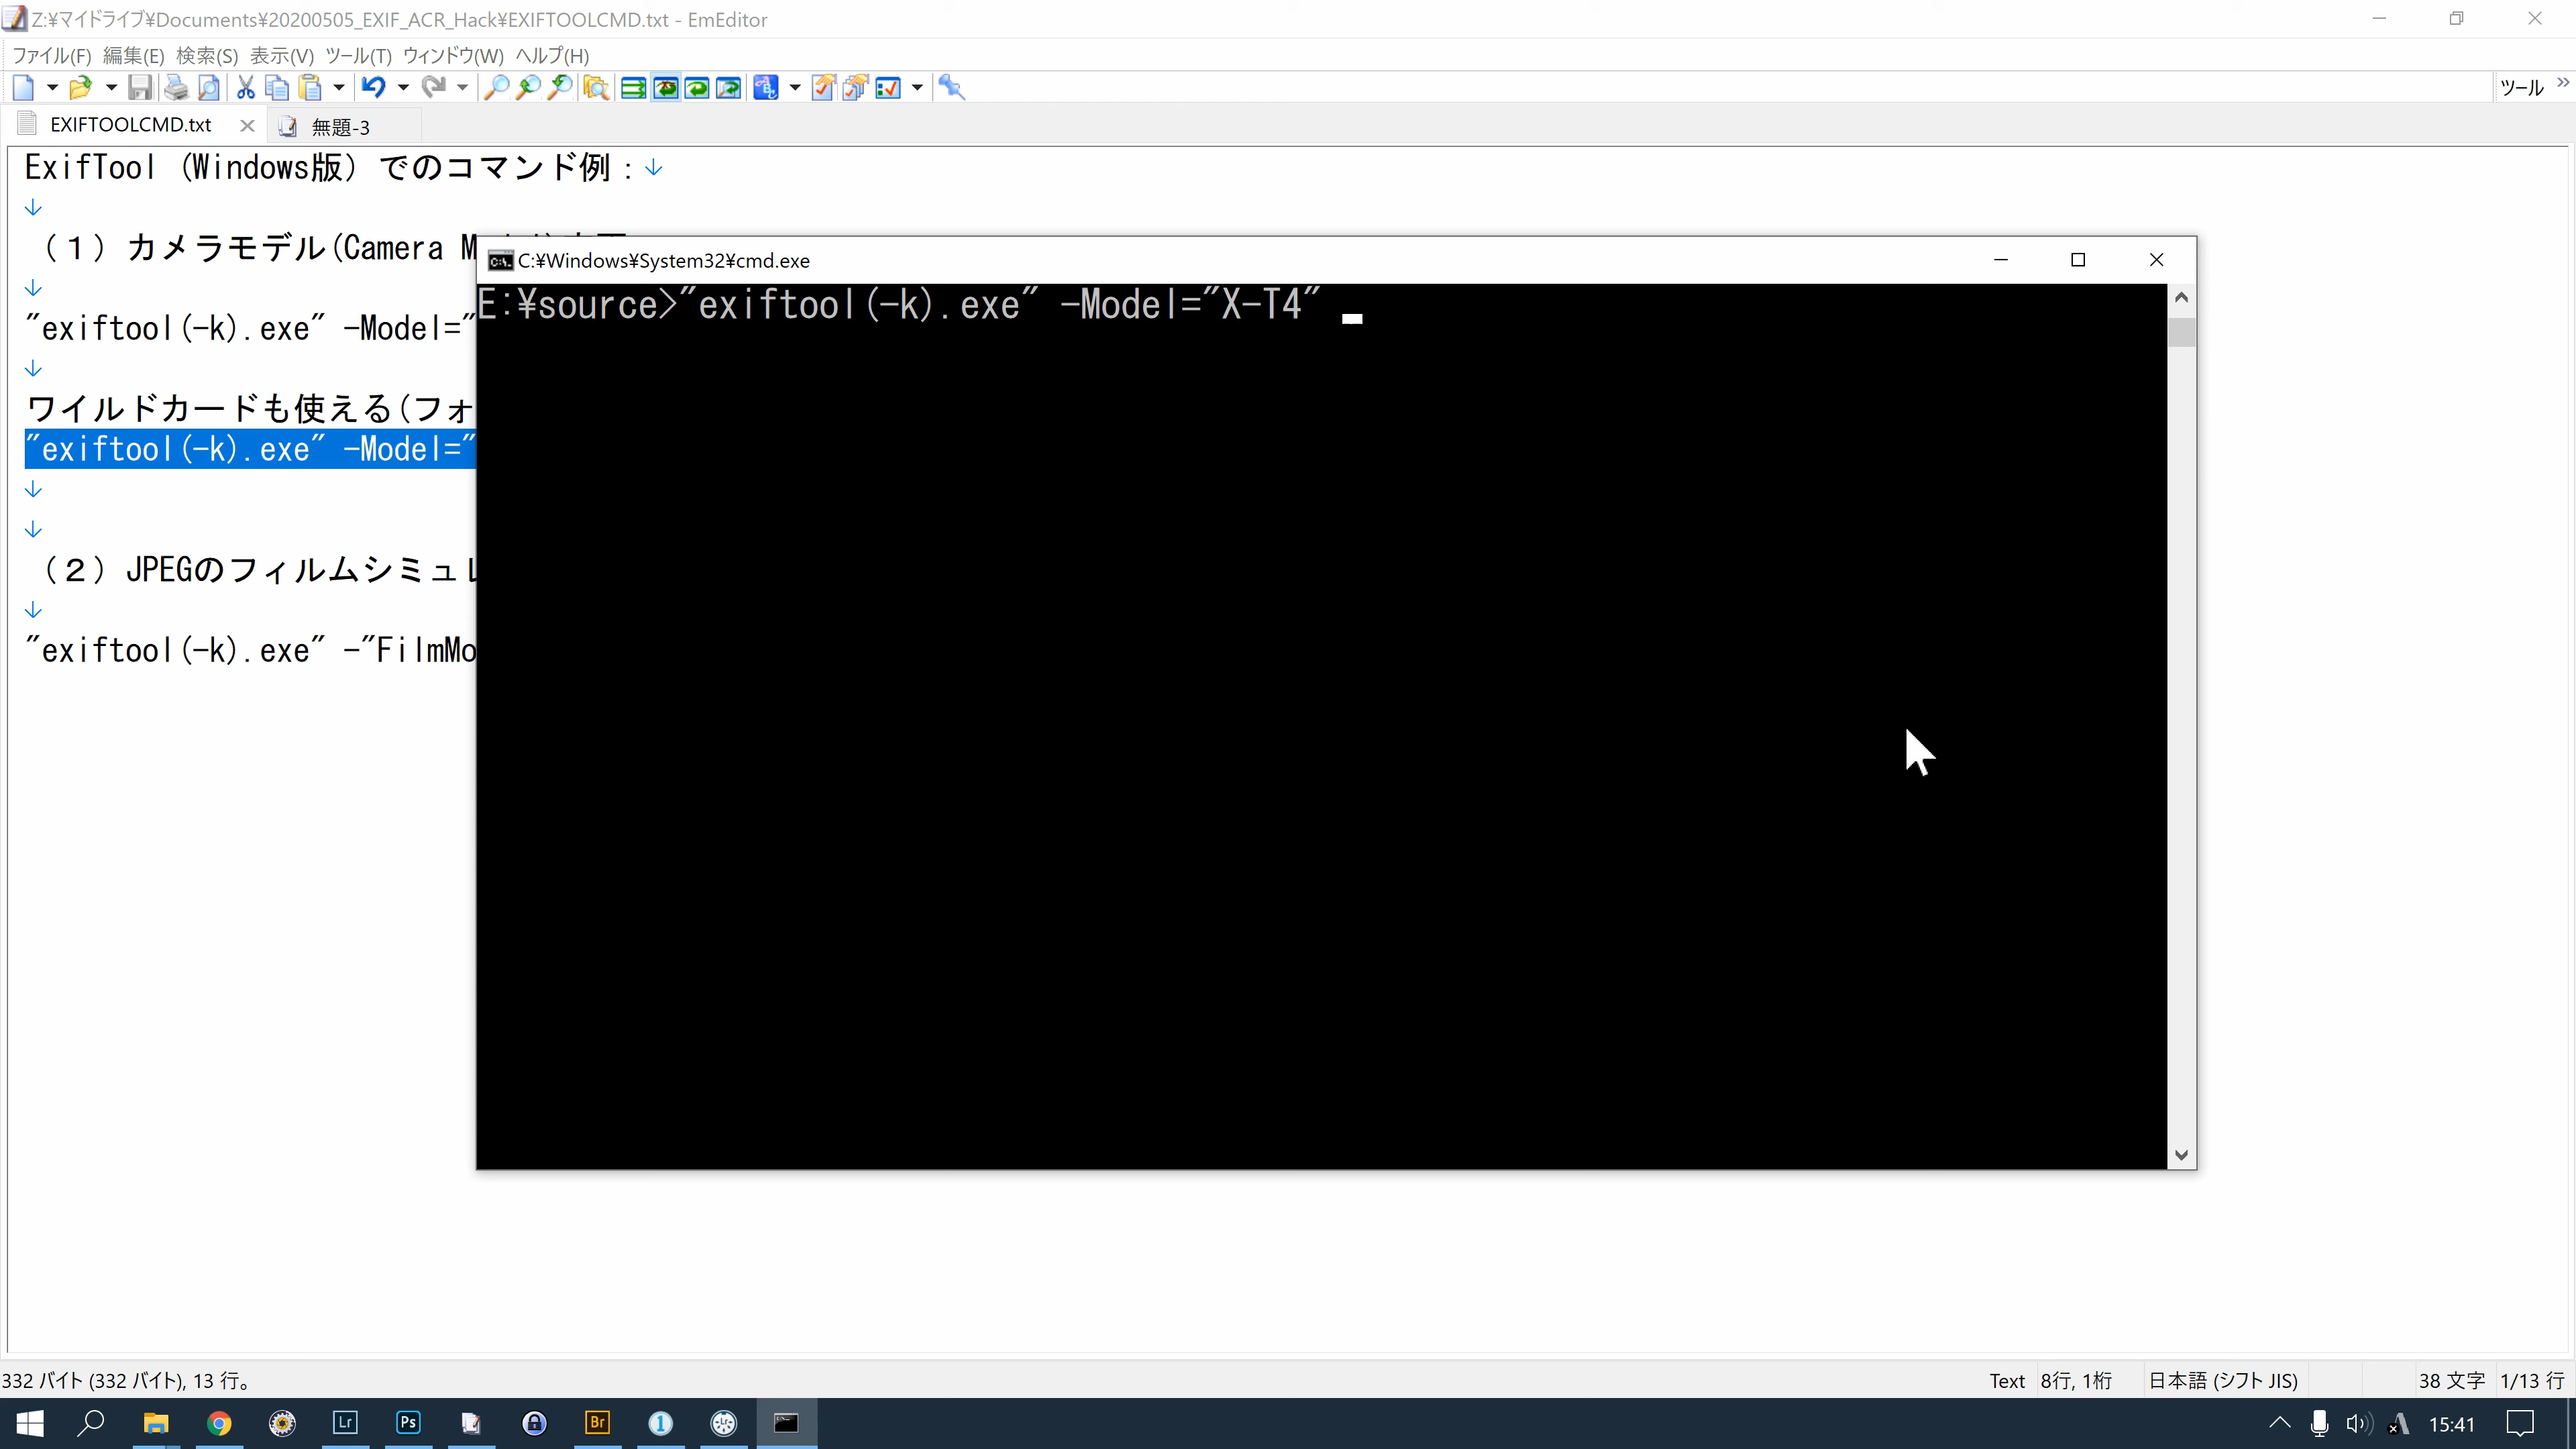 Z:¥マイドライブ¥Documents¥20200505_EXIF_ACR_Hack¥EXIFTOOLCMD.txt - EmEditor
ファイル(F) 編集(E) 検索(S) 表示(V) ツール(T) ウィンドウ(W) ヘルプ(H)
ツール
EXIFTOOLCMD.txt
無題-3
ExifTool (Windows版) でのコマンド例：↓
↓
（１）カメラモデル(Camera M
↓
"exiftool(-k).exe" -Model="
↓
ワイルドカードも使える(フォ
"exiftool(-k).exe" -Model="
↓
↓
（２）JPEGのフィルムシミュレ
↓
"exiftool(-k).exe" -"FilmMo
C:¥Windows¥System32¥cmd.exe
E:¥source>"exiftool(-k).exe" -Model="X-T4" _
332 バイト (332 バイト), 13 行。
Text 8行, 1桁 日本語 (シフト JIS) 38 文字 1/13 行
Lr Ps Br 1
15:41